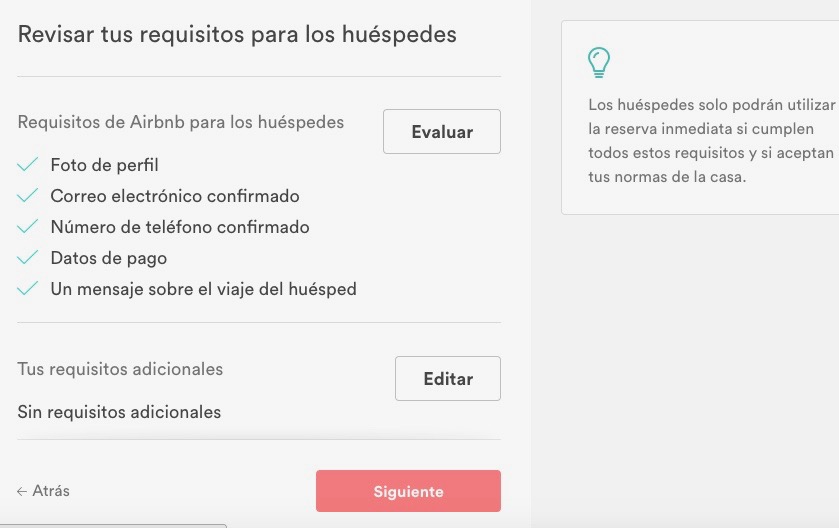 Revisar tus requisitos para los huéspedes
Requisitos de Airbnb para los huéspedes
Evaluar
Foto de perfil
Correo electrónico confirmado
Número de teléfono confirmado
Datos de pago
Un mensaje sobre el viaje del huésped
Tus requisitos adicionales
Editar
Sin requisitos adicionales
← Atrás
Siguiente
Los huéspedes solo podrán utilizar
la reserva inmediata si cumplen
todos estos requisitos y si aceptan
tus normas de la casa.